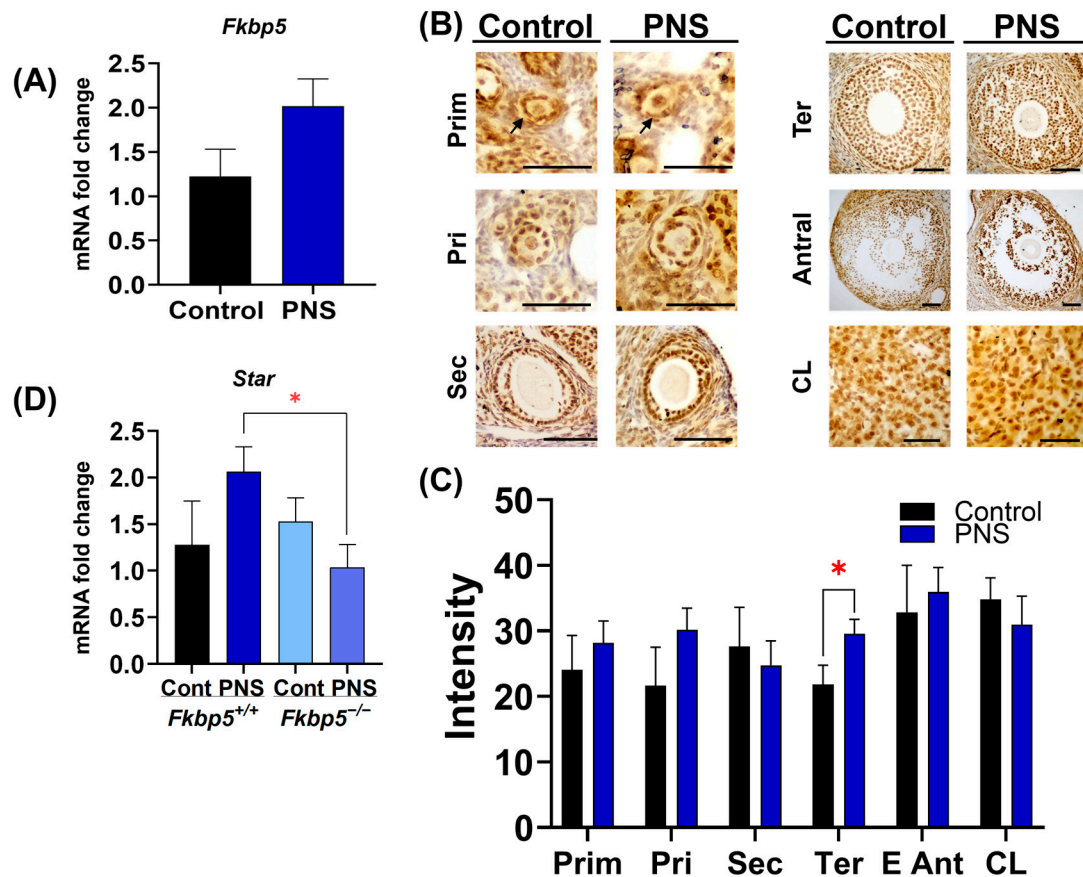 (A)
Fkbp5
mRNA fold change
2.5
2.0
1.5
1.0
0.5
0.0
Control PNS
(B)
Control PNS
Prim
Pri
Sec
Control PNS
Ter
Antral
CL
(D)
Star
*
mRNA fold change
2.5
2.0
1.5
1.0
0.5
0.0
Cont PNS Cont PNS
Fkbp5+/+ Fkbp5−/−
(C)
Intensity
50
40
30
20
10
0
Control
PNS
*
Prim Pri Sec Ter E Ant CL